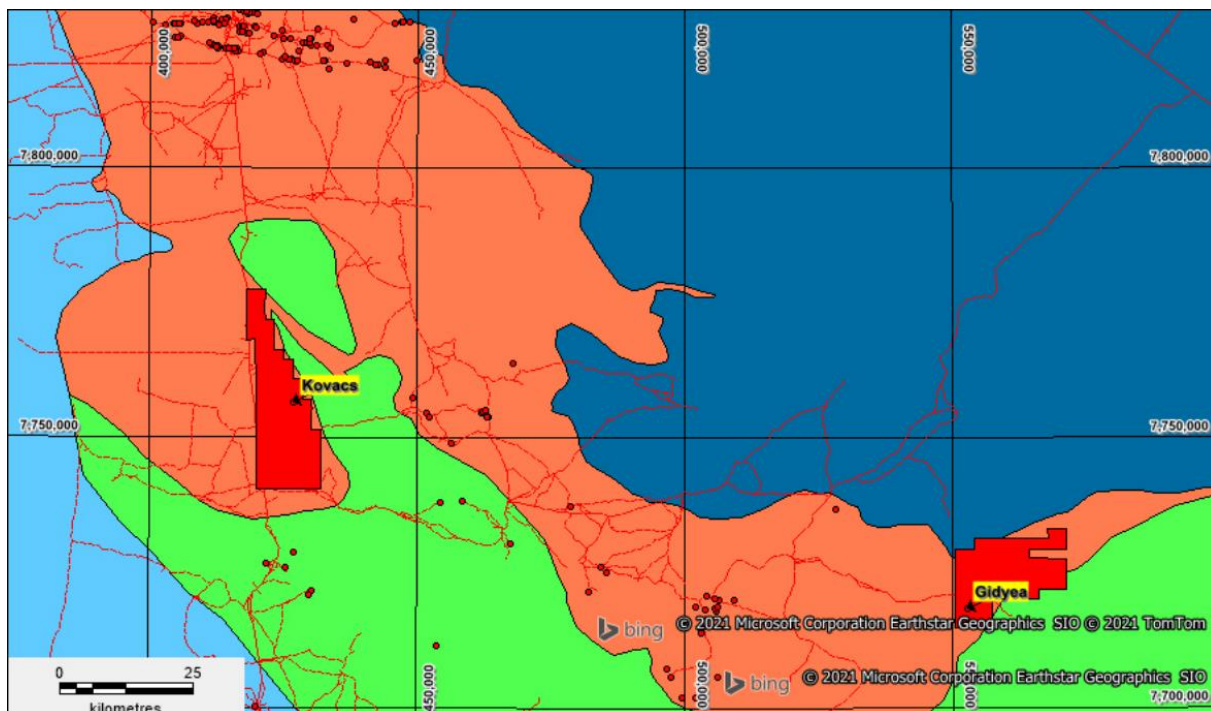 400,000
450,000
500,000
550,000
7,800,000
7,800,000
Kovacs
7,750,000
7,750,000
Gidyea
bing
© 2021 Microsoft Corporation Earthstar Geographics SIO © 2021 TomTom
bing
© 2021 Microsoft Corporation Earthstar Geographics SIO
0 25
kilometres
450,000
500,000
7,700,000